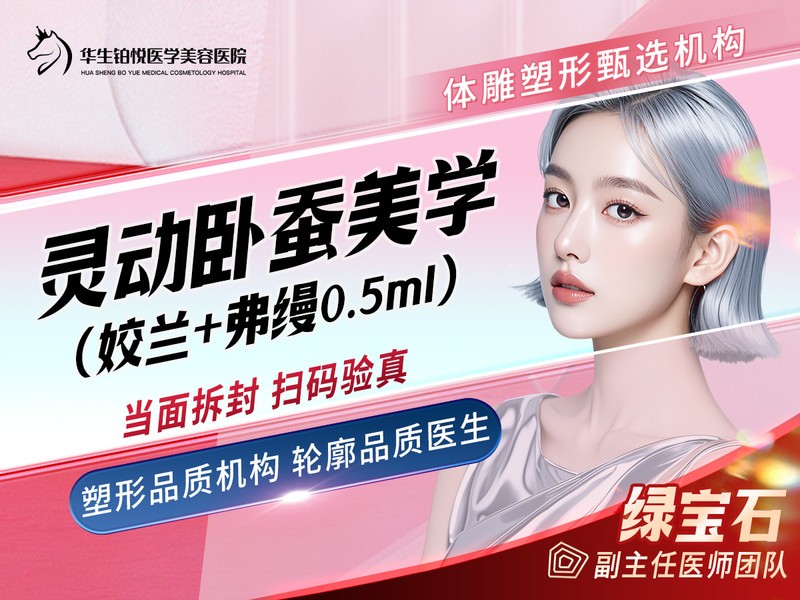 华生铂悦医学美容医院
HUA SHENG BO YUE MEDICAL COSMETOLOGY HOSPITAL
体雕塑形甄选机构
灵动卧蚕美学
(姣兰+弗缦0.5ml)
当面拆封 扫码验真
塑形品质机构 轮廓品质医生
绿宝石
副主任医师团队